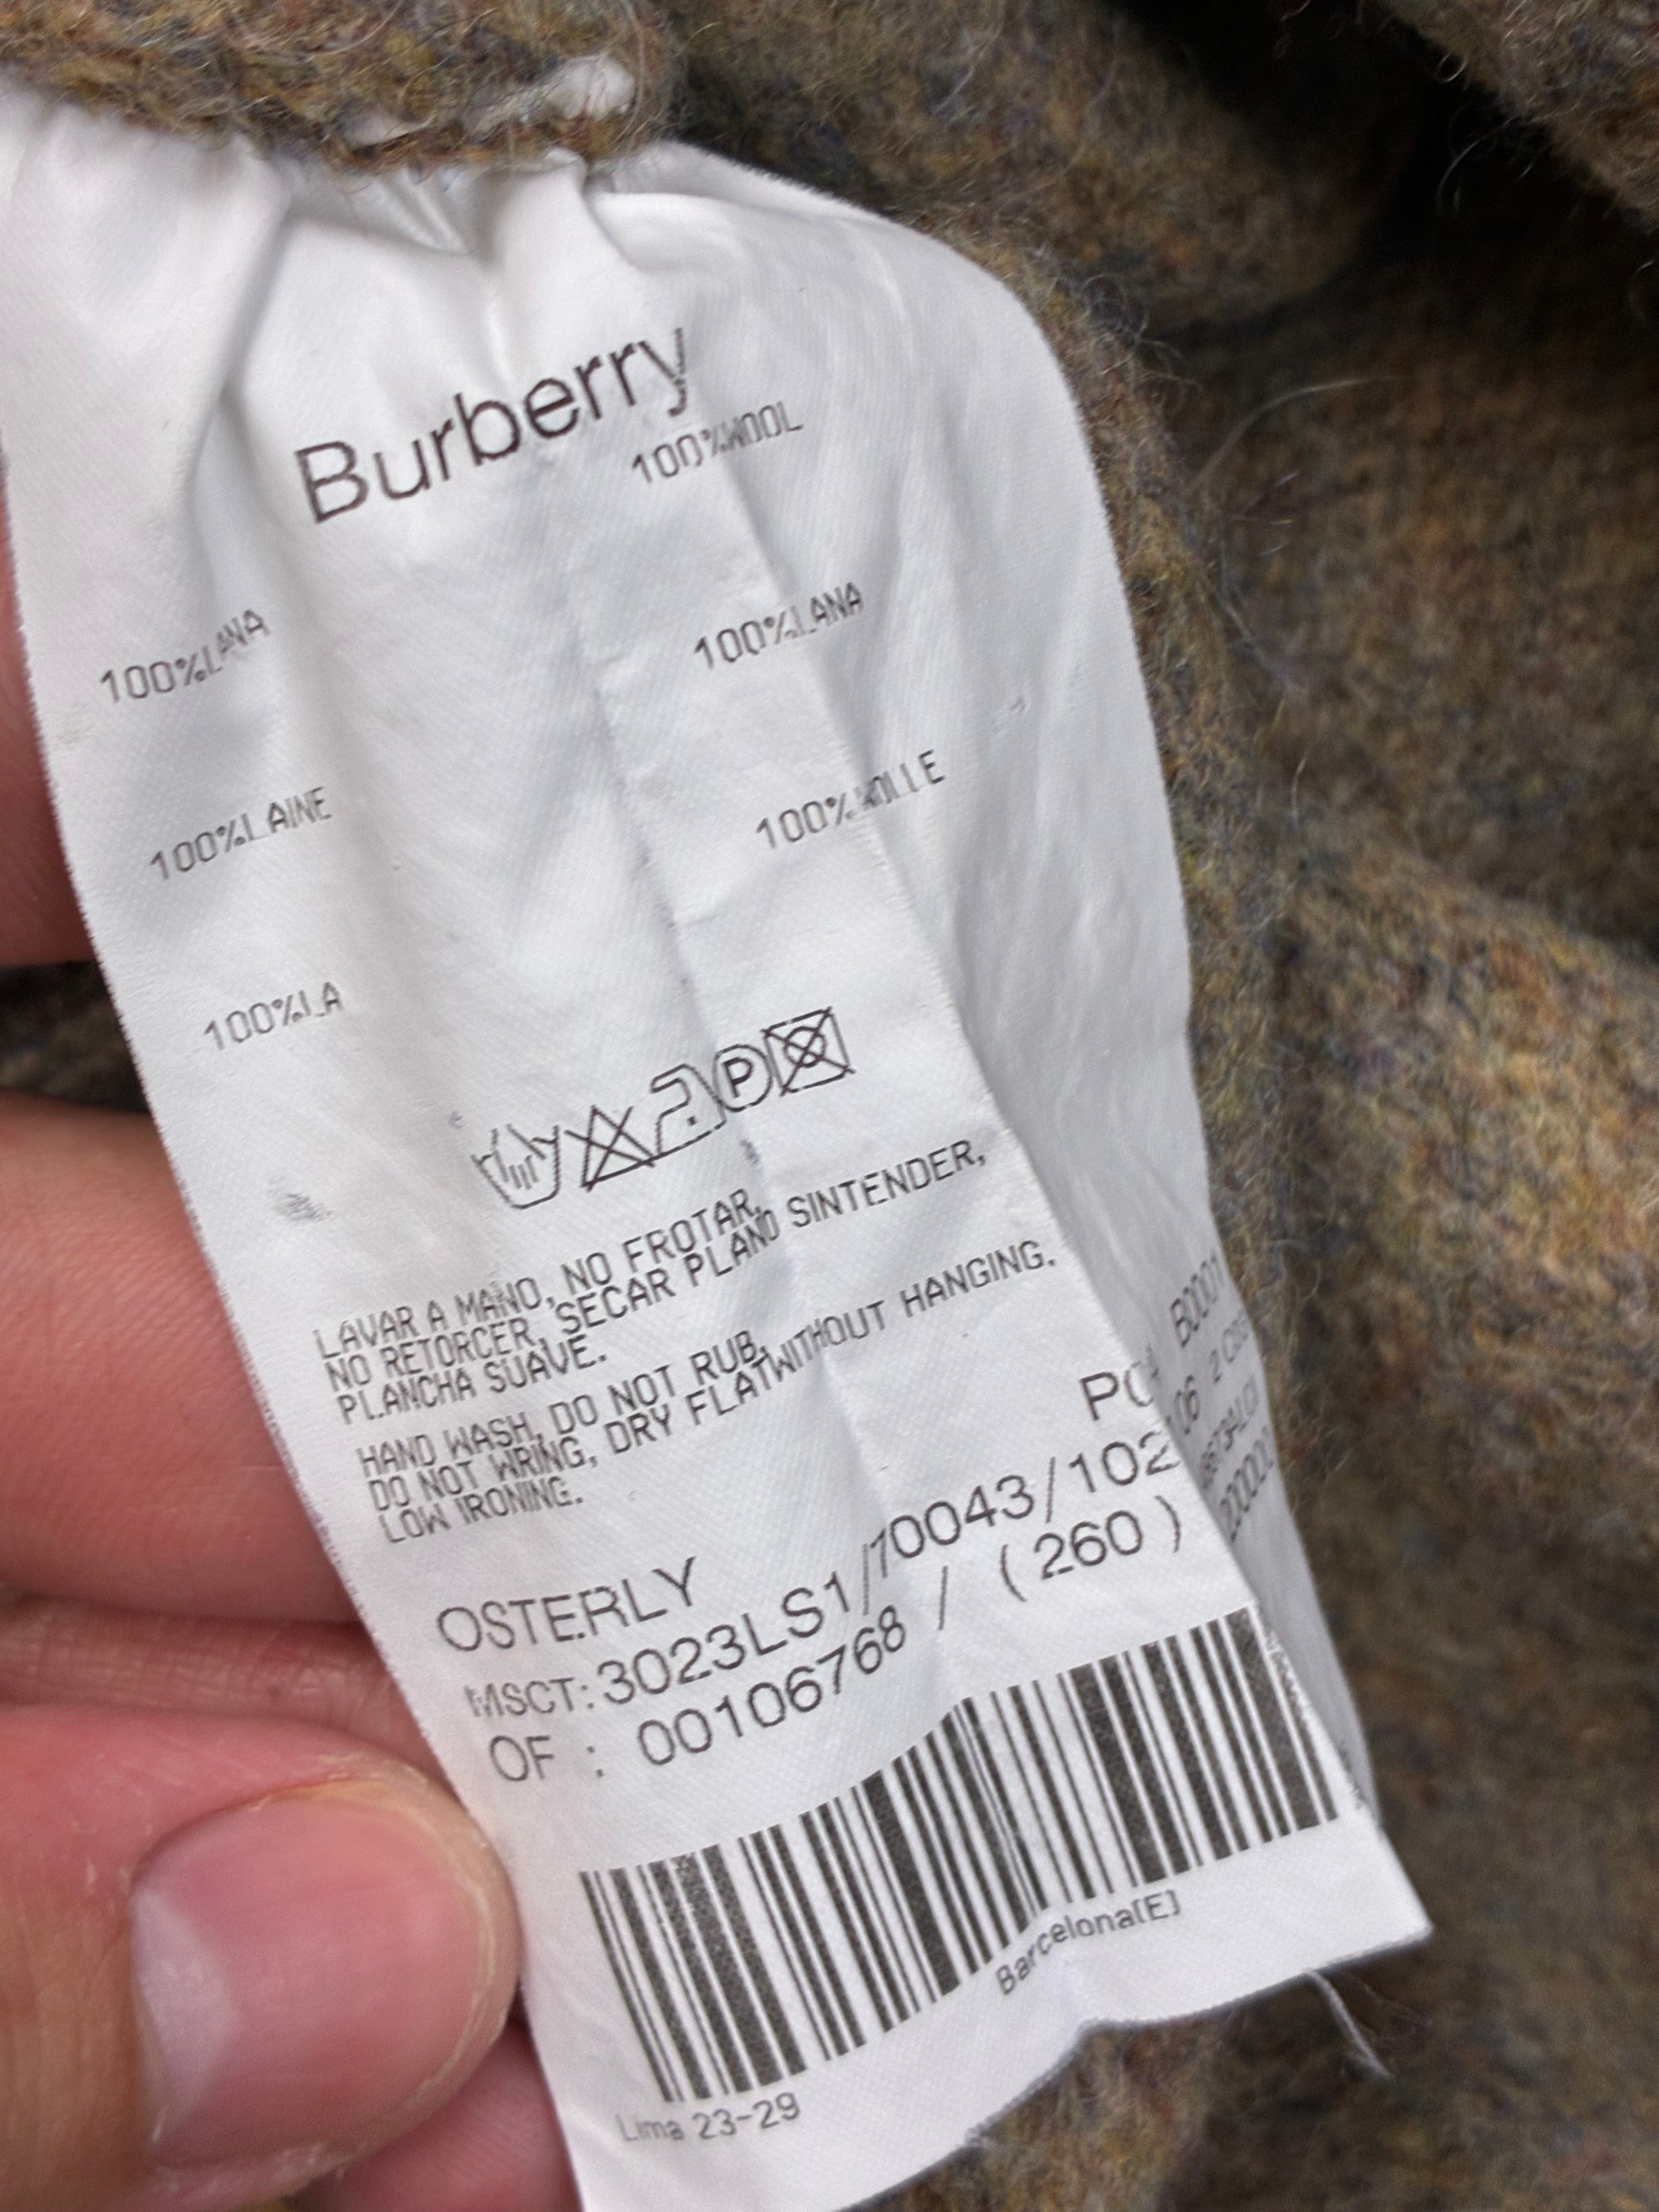 Burberry
100%WOOL
100%LANA
100%LANA
100%LAINE
100%WOLLE
100%LA
P
LAVAR A MANO, NO FROTAR,
NO RETORCER, SECAR PLANO SINTENDER,
PLANCHA SUAVE.
HAND WASH, DO NOT RUB,
DO NOT WRING, DRY FLATWITHOUT HANGING.
LOW IRONING.
OSTERLY
MSCT:3023LS1/10043/102
OF : 00106768 / (260)
Barcelona[E]
Lima 23-29